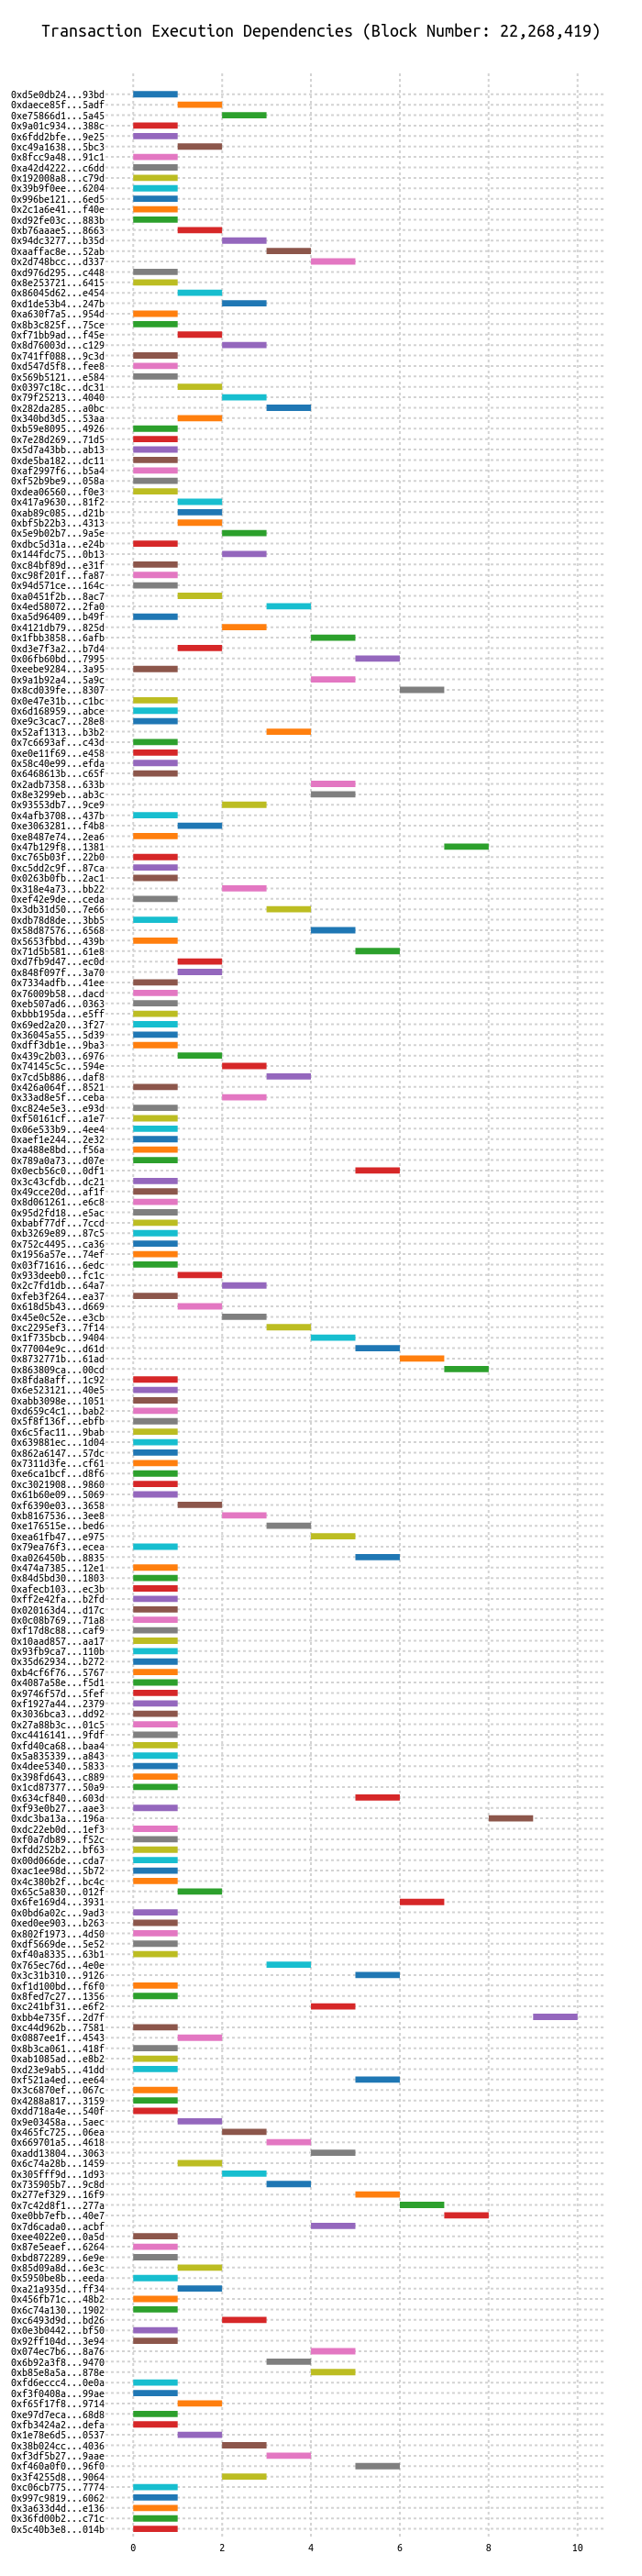 Transaction Execution Dependencies (Block Number: 22,268,419)
0xd5e0db24...93bd
0xdaece85f...5adf
0xe75866d1...5a45
0x9a01c934...388c
0x6fdd2bfe...9e25
0xc49a1638...5bc3
0x8fcc9a48...91c1
0xa42d4222...c6dd
0x192008a8...c79d
0x39b9f0ee...6204
0x996be121...6ed5
0x2c1a6e41...f40e
0xd92fe03c...883b
0xb76aaae5...8663
0x94dc3277...b35d
0xaaffac8e...52ab
0x2d748bcc...d337
0xd976d295...c448
0x8e253721...6415
0x86045d62...e454
0xd1de53b4...247b
0xa630f7a5...954d
0x8b3c825f...75ce
0xf71bb9ad...f45e
0x8d76003d...c129
0x741ff088...9c3d
0xd547d5f8...fee8
0x569b5121...e584
0x0397c18c...dc31
0x79f25213...4040
0x282da285...a0bc
0x340bd3d5...53aa
0xb59e8095...4926
0x7e28d269...71d5
0x5d7a43bb...ab13
0xde5ba182...dc11
0xaf2997f6...b5a4
0xf52b9be9...058a
0xdea06560...f0e3
0x417a9630...81f2
0xab89c085...d21b
0xbf5b22b3...4313
0x5e9b02b7...9a5e
0xdbc5d31a...e24b
0x144fdc75...0b13
0xc84bf89d...e31f
0xc98f201f...fa87
0x94d571ce...164c
0xa0451f2b...8ac7
0x4ed58072...2fa0
0xa5d96409...b49f
0x4121db79...825d
0x1fbb3858...6afb
0xd3e7f3a2...b7d4
0x06fb60bd...7995
0xeebe9284...3a95
0x9a1b92a4...5a9c
0x8cd039fe...8307
0x0e47e31b...c1bc
0x6d168959...abce
0xe9c3cac7...28e8
0x52af1313...b3b2
0x7c6693af...c43d
0xe0e11f69...e458
0x58c40e99...efda
0x6468613b...c65f
0x2adb7358...633b
0x8e3299eb...ab3c
0x93553db7...9ce9
0x4afb3708...437b
0xe3063281...f4b8
0xe8487e74...2ea6
0x47b129f8...1381
0xc765b03f...22b0
0xc5dd2c9f...87ca
0x0263b0fb...2ac1
0x318e4a73...bb22
0xef42e9de...ceda
0x3db31d50...7e66
0xdb78d8de...3bb5
0x58d87576...6568
0x5653fbbd...439b
0x71d5b581...61e8
0xd7fb9d47...ec0d
0x848f097f...3a70
0x7334adfb...41ee
0x76009b58...dacd
0xeb507ad6...0363
0xbbb195da...e5ff
0x69ed2a20...3f27
0x36045a55...5d39
0xdff3db1e...9ba3
0x439c2b03...6976
0x74145c5c...594e
0x7cd5b886...daf8
0x426a064f...8521
0x33ad8e5f...ceba
0xc824e5e3...e93d
0xf50161cf...a1e7
0x06e533b9...4ee4
0xaef1e244...2e32
0xa488e8bd...f56a
0x789a0a73...d07e
0x0ecb56c0...0df1
0x3c43cfdb...dc21
0x49cce20d...af1f
0x8d061261...e6c8
0x95d2fd18...e5ac
0xbabf77df...7ccd
0xb3269e89...87c5
0x752c4495...ca36
0x1956a57e...74ef
0x03f71616...6edc
0x933deeb0...fc1c
0x2c7fd1db...64a7
0xfeb3f264...ea37
0x618d5b43...d669
0x45e0c52e...e3cb
0xc2295ef3...7f14
0x1f735bcb...9404
0x77004e9c...d61d
0x8732771b...61ad
0x863809ca...00cd
0x8fda8aff...1c92
0x6e523121...40e5
0xabb3098e...1051
0xd659c4c1...bab2
0x5f8f136f...ebfb
0x6c5fac11...9bab
0x639881ec...1d04
0x862a6147...57dc
0x7311d3fe...cf61
0xe6ca1bcf...d8f6
0xc3021908...9860
0x61b60e09...5069
0xf6390e03...3658
0xb8167536...3ee8
0xe176515e...bed6
0xea61fb47...e975
0x79ea76f3...ecea
0xa026450b...8835
0x474a7385...12e1
0x84d5bd30...1803
0xafecb103...ec3b
0xff2e42fa...b2fd
0x020163d4...d17c
0x0c08b769...71a8
0xf17d8c88...caf9
0x10aad857...aa17
0x93fb9ca7...110b
0x35d62934...b272
0xb4cf6f76...5767
0x4087a58e...f5d1
0x9746f57d...5fef
0xf1927a44...2379
0x3036bca3...dd92
0x27a88b3c...01c5
0xc4416141...9fdf
0xfd40ca68...baa4
0x5a835339...a843
0x4dee5340...5833
0x398fd643...c889
0x1cd87377...50a9
0x634cf840...603d
0xf93e0b27...aae3
0xdc3ba13a...196a
0xdc22eb0d...1ef3
0xf0a7db89...f52c
0xfdd252b2...bf63
0x00d066de...cda7
0xac1ee98d...5b72
0x4c380b2f...bc4c
0x65c5a830...012f
0x6fe169d4...3931
0x0bd6a02c...9ad3
0xed0ee903...b263
0x802f1973...4d50
0xdf5669de...5e52
0xf40a8335...63b1
0x765ec76d...4e0e
0x3c31b310...9126
0xf1d100bd...f6f0
0x8fed7c27...1356
0xc241bf31...e6f2
0xbb4e735f...2d7f
0xc44d962b...7581
0x0887ee1f...4543
0x8b3ca061...418f
0xab1085ad...e8b2
0xd23e9ab5...41dd
0xf521a4ed...ee64
0x3c6870ef...067c
0x4288a817...3159
0xdd718a4e...540f
0x9e03458a...5aec
0x465fc725...06ea
0x669701a5...4618
0xadd13804...3063
0x6c74a28b...1459
0x305fff9d...1d93
0x735905b7...9c8d
0x277ef329...16f9
0x7c42d8f1...277a
0xe0bb7efb...40e7
0x7d6cada0...acbf
0xee4022e0...0a5d
0x87e5eaef...6264
0xbd872289...6e9e
0x85d09a8d...6e3c
0x5950be8b...eeda
0xa21a935d...ff34
0x456fb71c...48b2
0x6c74a130...1902
0xc6493d9d...bd26
0x0e3b0442...bf50
0x92ff104d...3e94
0x074ec7b6...8a76
0x6b92a3f8...9470
0xb85e8a5a...878e
0xfd6eccc4...0e0a
0xf3f0408a...99ae
0xf65f17f8...9714
0xe97d7eca...68d8
0xfb3424a2...defa
0x1e78e6d5...0537
0x38b024cc...4036
0xf3df5b27...9aae
0xf460a0f0...96f0
0x3f4255d8...9064
0xc06cb775...7774
0x997c9819...6062
0x3a633d4d...e136
0x36fd00b2...c71c
0x5c40b3e8...014b
0 2 4 6 8 10